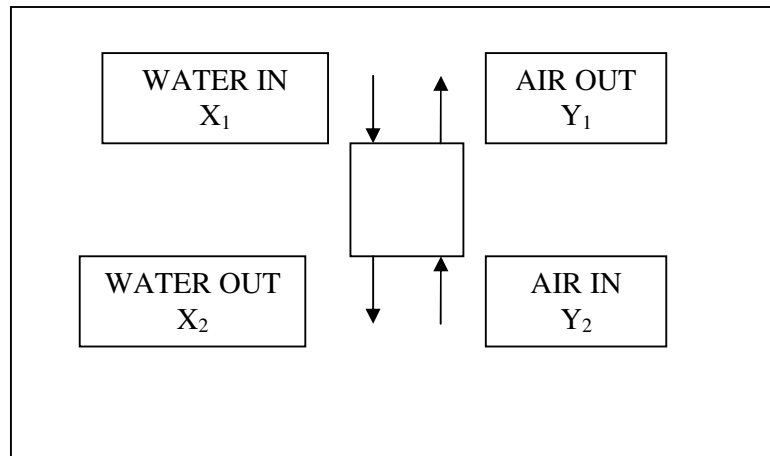 WATER IN
X₁
AIR OUT
Y₁
WATER OUT
X₂
AIR IN
Y₂